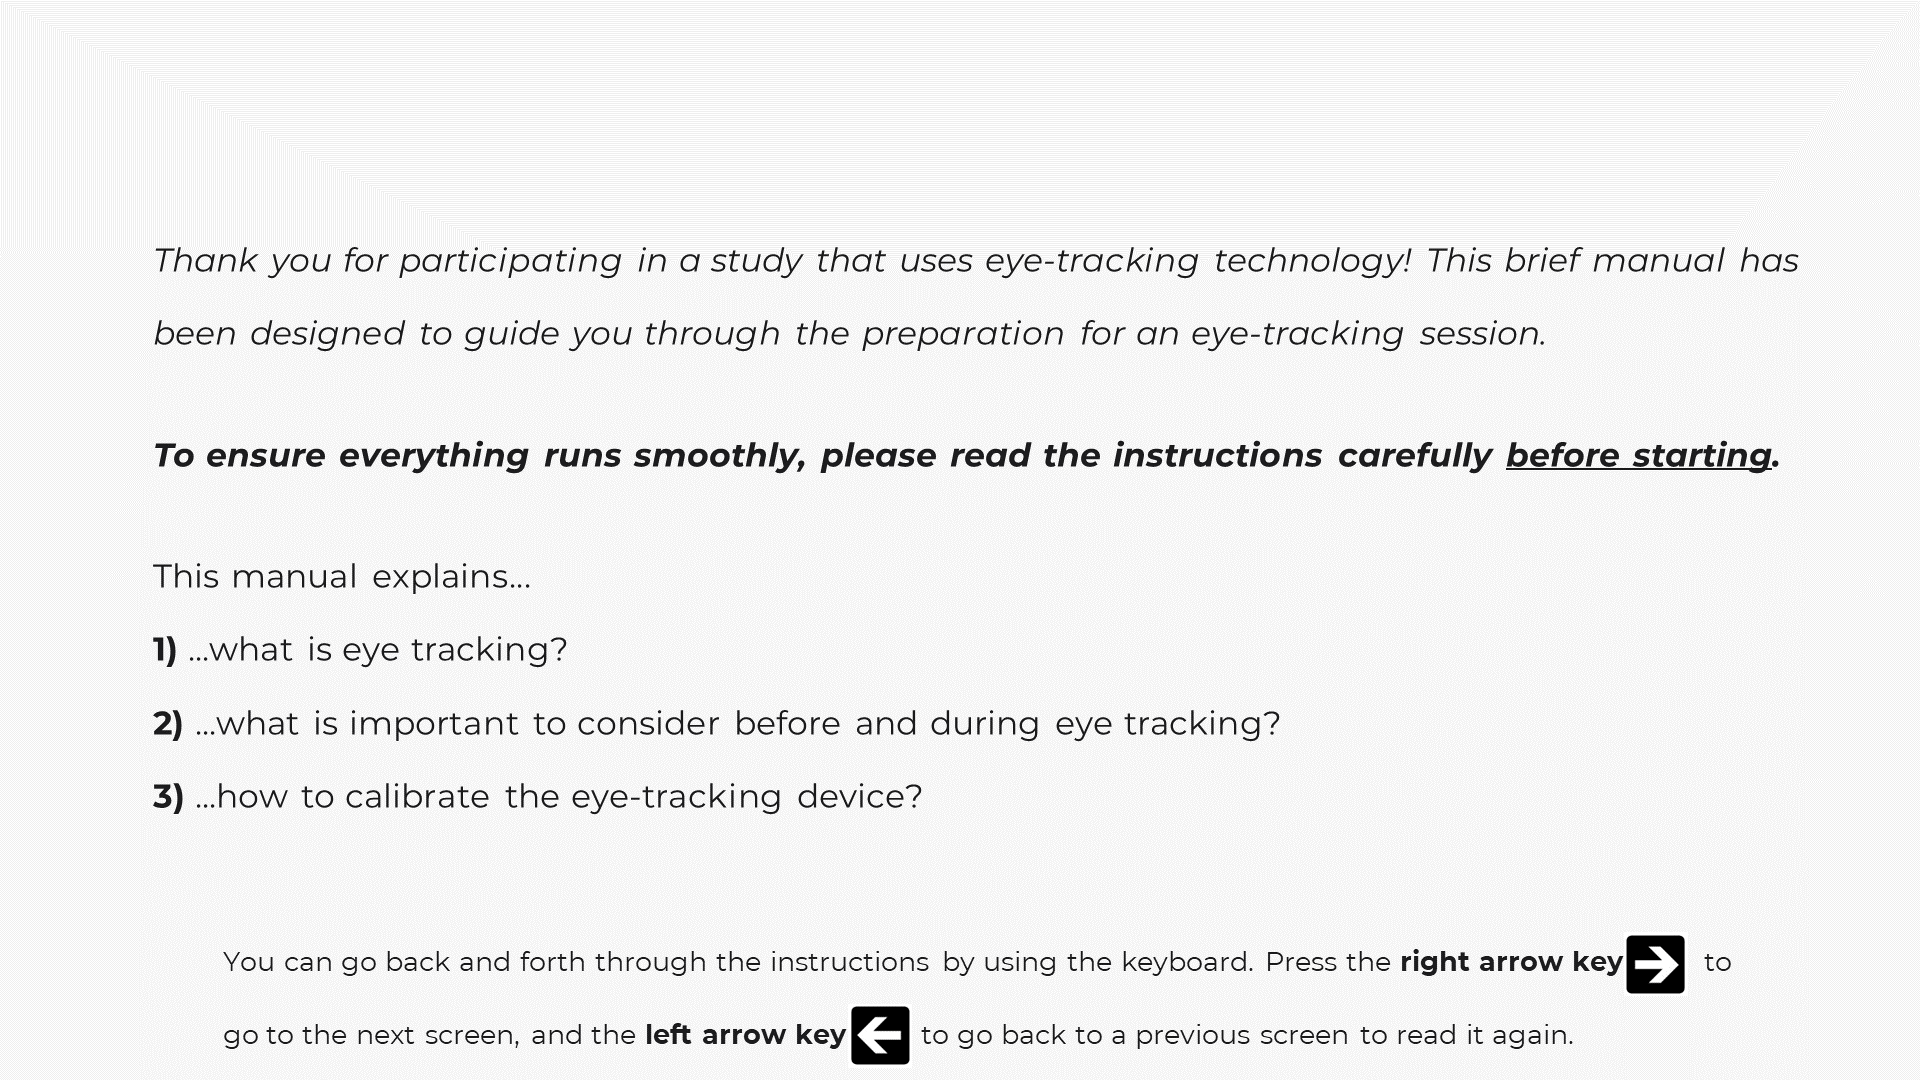 Thank you for participating in a study that uses eye-tracking technology! This brief manual has
been designed to guide you through the preparation for an eye-tracking session.
To ensure everything runs smoothly, please read the instructions carefully before starting.
This manual explains...
1) ...what is eye tracking?
2) ...what is important to consider before and during eye tracking?
3) ...how to calibrate the eye-tracking device?
You can go back and forth through the instructions by using the keyboard. Press the right arrow key to
go to the next screen, and the left arrow key to go back to a previous screen to read it again.